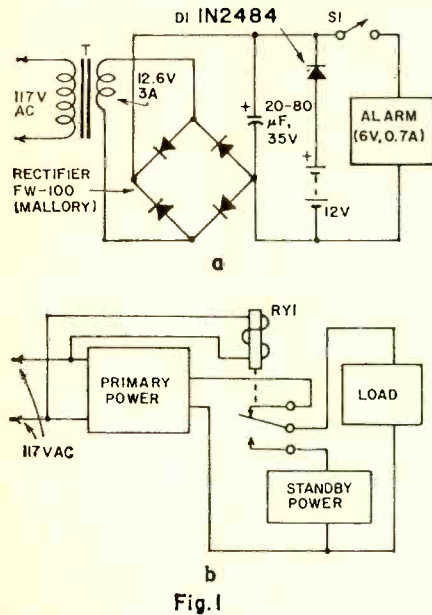 D1 IN2484
S1
T
117V
AC
12.6V
3A
+
20-80
µF,
35V
+
12V
ALARM
(6V, 0.7A)
RECTIFIER
FW-100
(MALLORY)
a
RY1
PRIMARY
POWER
LOAD
117VAC
STANDBY
POWER
b
Fig.1